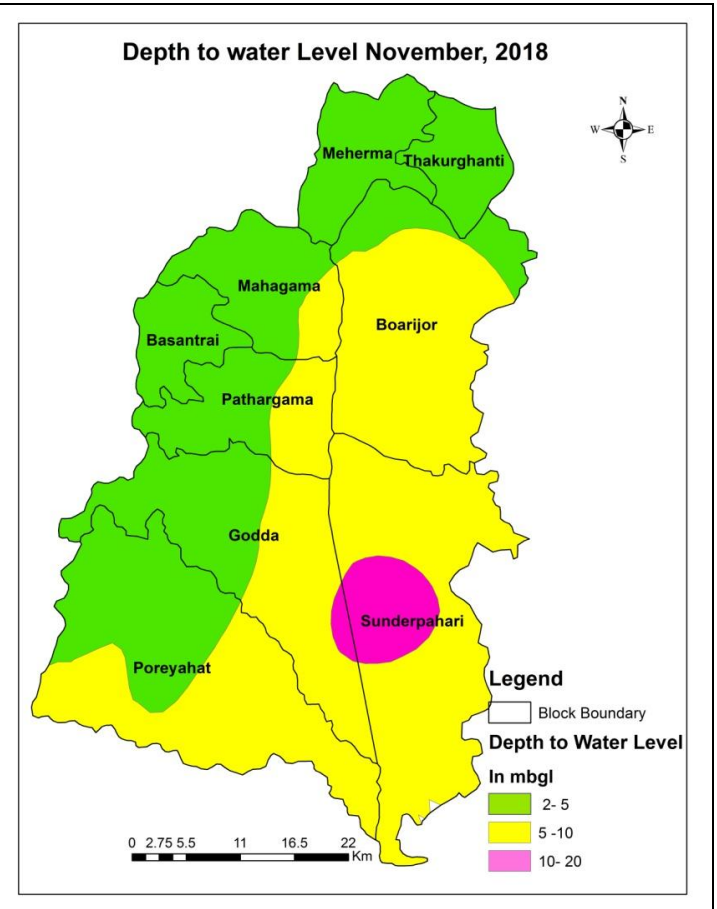 Depth to water Level November, 2018
N
W E
S
Meherma
Thakurghanti
Mahagama
Boarijor
Basantrai
Pathargama
Godda
Sunderpahari
Poreyahat
Legend
Block Boundary
Depth to Water Level
In mbgl
2- 5
5 -10
10- 20
0 2.75 5.5 11 16.5 22
Km